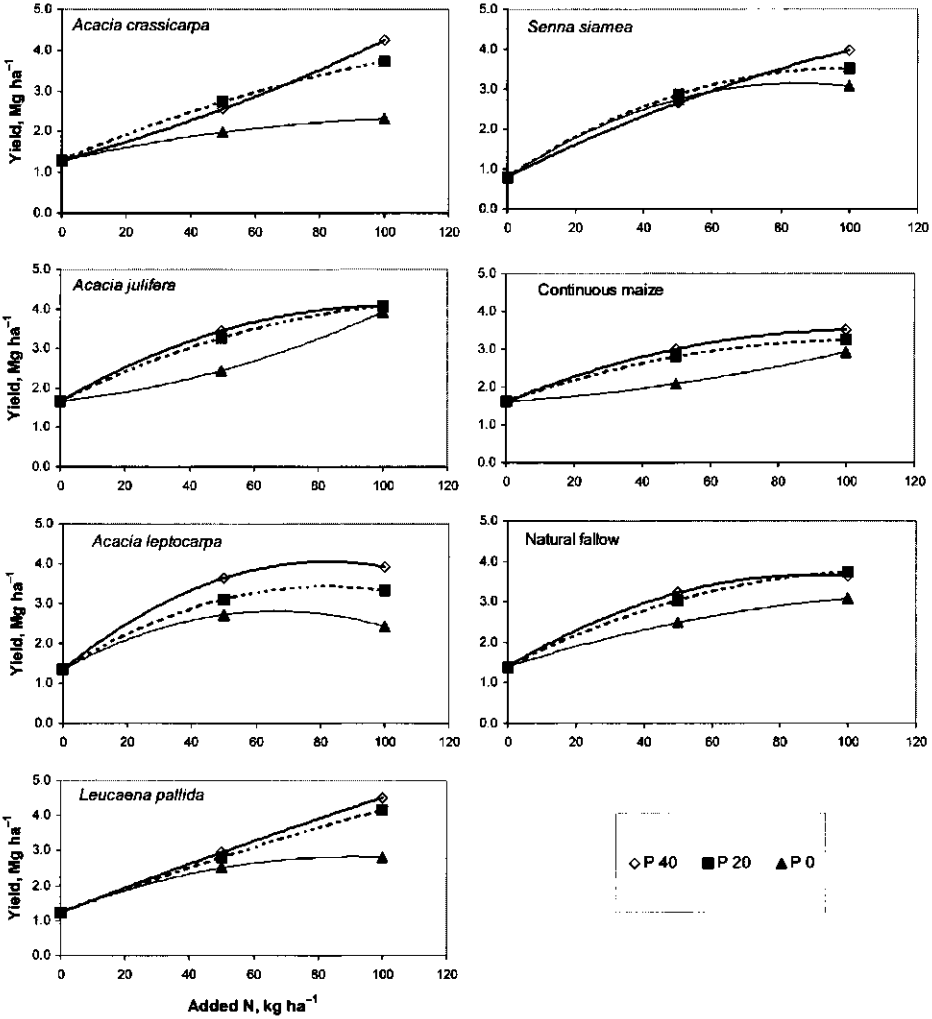 Acacia crassicarpa
Yield, Mg ha⁻¹
5.0
4.0
3.0
2.0
1.0
0.0
0 20 40 60 80 100 120
Senna siamea
5.0
4.0
3.0
2.0
1.0
0.0
0 20 40 60 80 100 120
Acacia julifera
Yield, Mg ha⁻¹
5.0
4.0
3.0
2.0
1.0
0.0
0 20 40 60 80 100 120
Continuous maize
5.0
4.0
3.0
2.0
1.0
0.0
0 20 40 60 80 100 120
Acacia leptocarpa
Yield, Mg ha⁻¹
5.0
4.0
3.0
2.0
1.0
0.0
0 20 40 60 80 100 120
Natural fallow
5.0
4.0
3.0
2.0
1.0
0.0
0 20 40 60 80 100 120
Leucaena pallida
Yield, Mg ha⁻¹
5.0
4.0
3.0
2.0
1.0
0.0
0 20 40 60 80 100 120
Added N, kg ha⁻¹
P 40 P 20 P 0